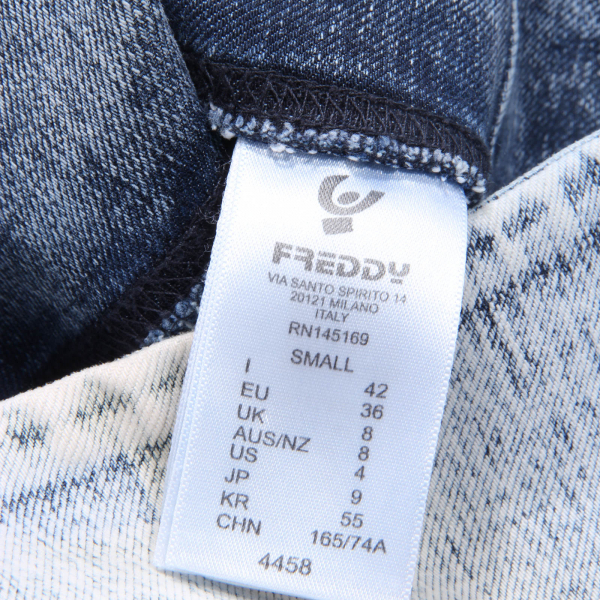 FREDDY
VIA SANTO SPIRITO 14
20121 MILANO
ITALY
RN145169
SMALL
I 42
EU 36
UK 8
AUS/NZ 8
US 4
JP 9
KR 55
CHN 165/74A
4458